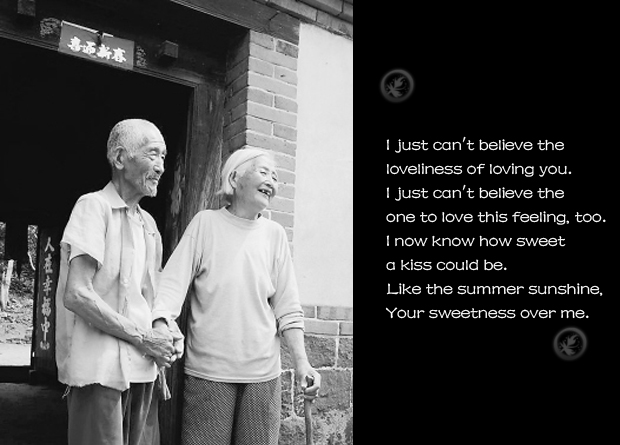 喜迎新春
人在幸福中
I just can't believe the
loveliness of loving you.
I just can't believe the
one to love this feeling, too.
I now know how sweet
a kiss could be.
Like the summer sunshine,
Your sweetness over me.